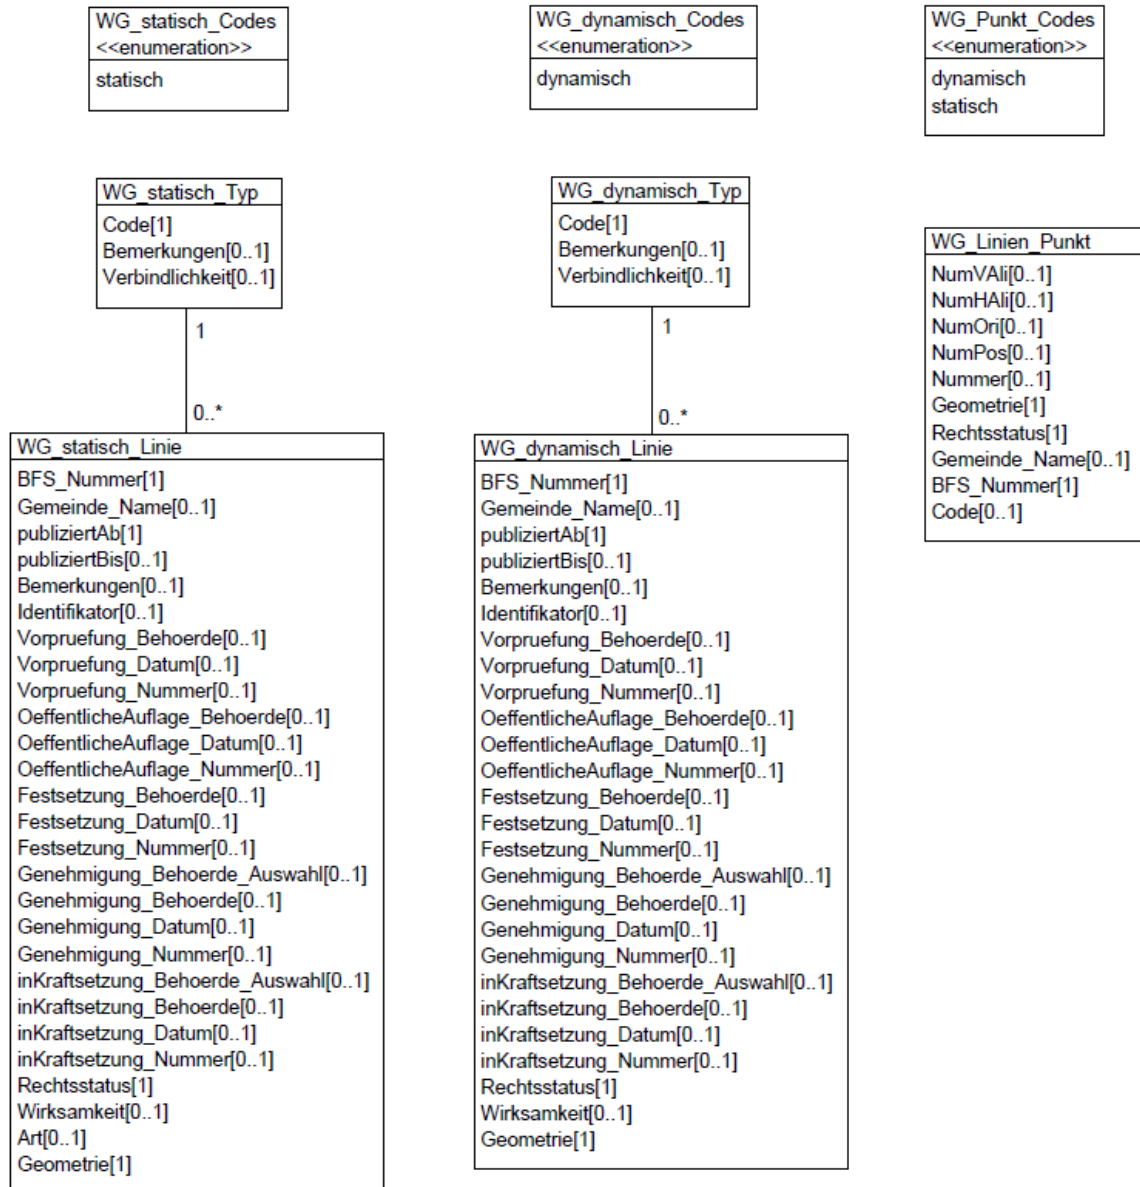 WG_statisch_Codes
<<enumeration>>
statisch
WG_dynamisch_Codes
<<enumeration>>
dynamisch
WG_Punkt_Codes
<<enumeration>>
dynamisch
statisch
WG_statisch_Typ
Code[1]
Bemerkungen[0..1]
Verbindlichkeit[0..1]
WG_dynamisch_Typ
Code[1]
Bemerkungen[0..1]
Verbindlichkeit[0..1]
WG_Linien_Punkt
NumVAli[0..1]
NumHAli[0..1]
NumOri[0..1]
NumPos[0..1]
Nummer[0..1]
Geometrie[1]
Rechtsstatus[1]
Gemeinde_Name[0..1]
BFS_Nummer[1]
Code[0..1]
1
0..*
1
0..*
WG_statisch_Linie
BFS_Nummer[1]
Gemeinde_Name[0..1]
publiziertAb[1]
publiziertBis[0..1]
Bemerkungen[0..1]
Identifikator[0..1]
Vorpruefung_Behoerde[0..1]
Vorpruefung_Datum[0..1]
Vorpruefung_Nummer[0..1]
OeffentlicheAuflage_Behoerde[0..1]
OeffentlicheAuflage_Datum[0..1]
OeffentlicheAuflage_Nummer[0..1]
Festsetzung_Behoerde[0..1]
Festsetzung_Datum[0..1]
Festsetzung_Nummer[0..1]
Genehmigung_Behoerde_Auswahl[0..1]
Genehmigung_Behoerde[0..1]
Genehmigung_Datum[0..1]
Genehmigung_Nummer[0..1]
inKraftsetzung_Behoerde_Auswahl[0..1]
inKraftsetzung_Behoerde[0..1]
inKraftsetzung_Datum[0..1]
inKraftsetzung_Nummer[0..1]
Rechtsstatus[1]
Wirksamkeit[0..1]
Art[0..1]
Geometrie[1]
WG_dynamisch_Linie
BFS_Nummer[1]
Gemeinde_Name[0..1]
publiziertAb[1]
publiziertBis[0..1]
Bemerkungen[0..1]
Identifikator[0..1]
Vorpruefung_Behoerde[0..1]
Vorpruefung_Datum[0..1]
Vorpruefung_Nummer[0..1]
OeffentlicheAuflage_Behoerde[0..1]
OeffentlicheAuflage_Datum[0..1]
OeffentlicheAuflage_Nummer[0..1]
Festsetzung_Behoerde[0..1]
Festsetzung_Datum[0..1]
Festsetzung_Nummer[0..1]
Genehmigung_Behoerde_Auswahl[0..1]
Genehmigung_Behoerde[0..1]
Genehmigung_Datum[0..1]
Genehmigung_Nummer[0..1]
inKraftsetzung_Behoerde_Auswahl[0..1]
inKraftsetzung_Behoerde[0..1]
inKraftsetzung_Datum[0..1]
inKraftsetzung_Nummer[0..1]
Rechtsstatus[1]
Wirksamkeit[0..1]
Geometrie[1]